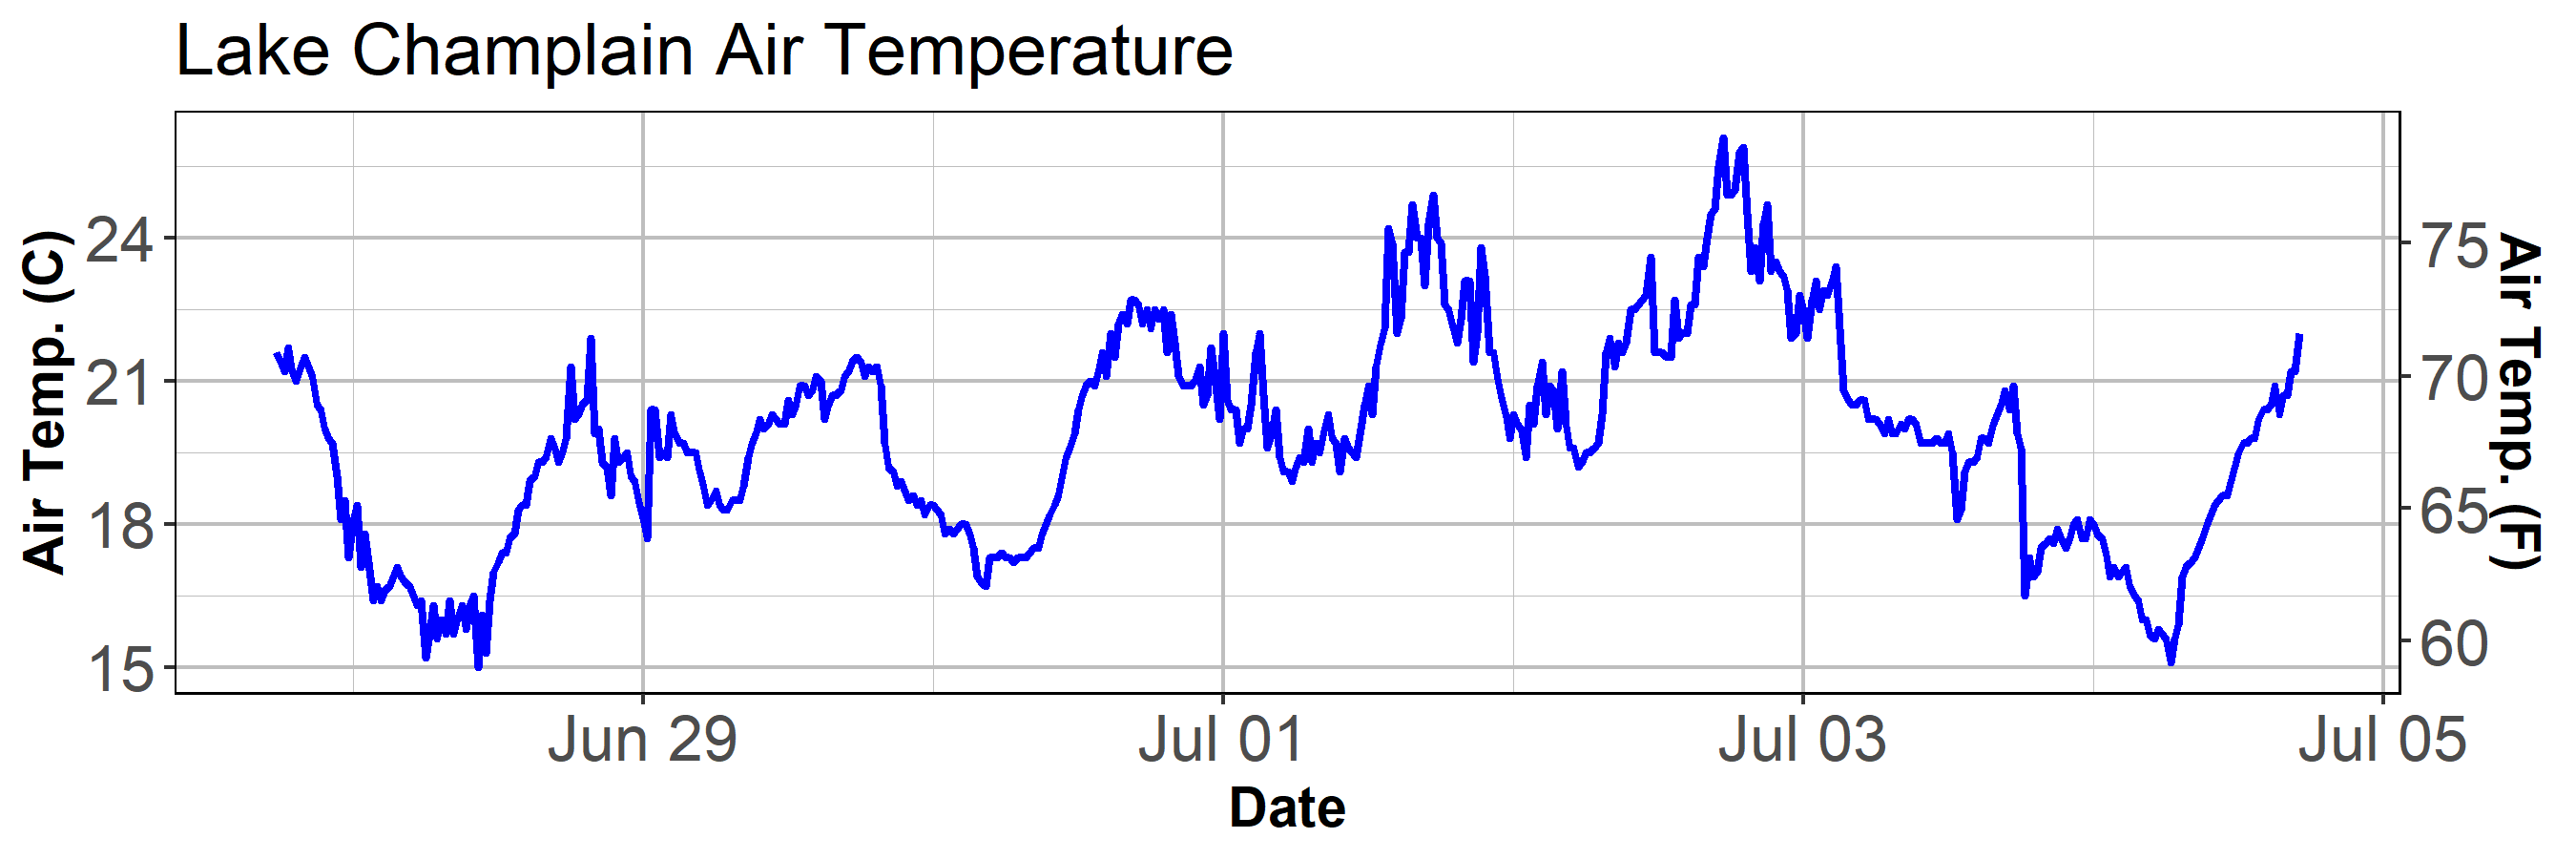 Lake Champlain Air Temperature
Air Temp. (C)
24
21
18
15
75
70
65
60
Air Temp. (F)
Jun 29
Jul 01
Jul 03
Jul 05
Date